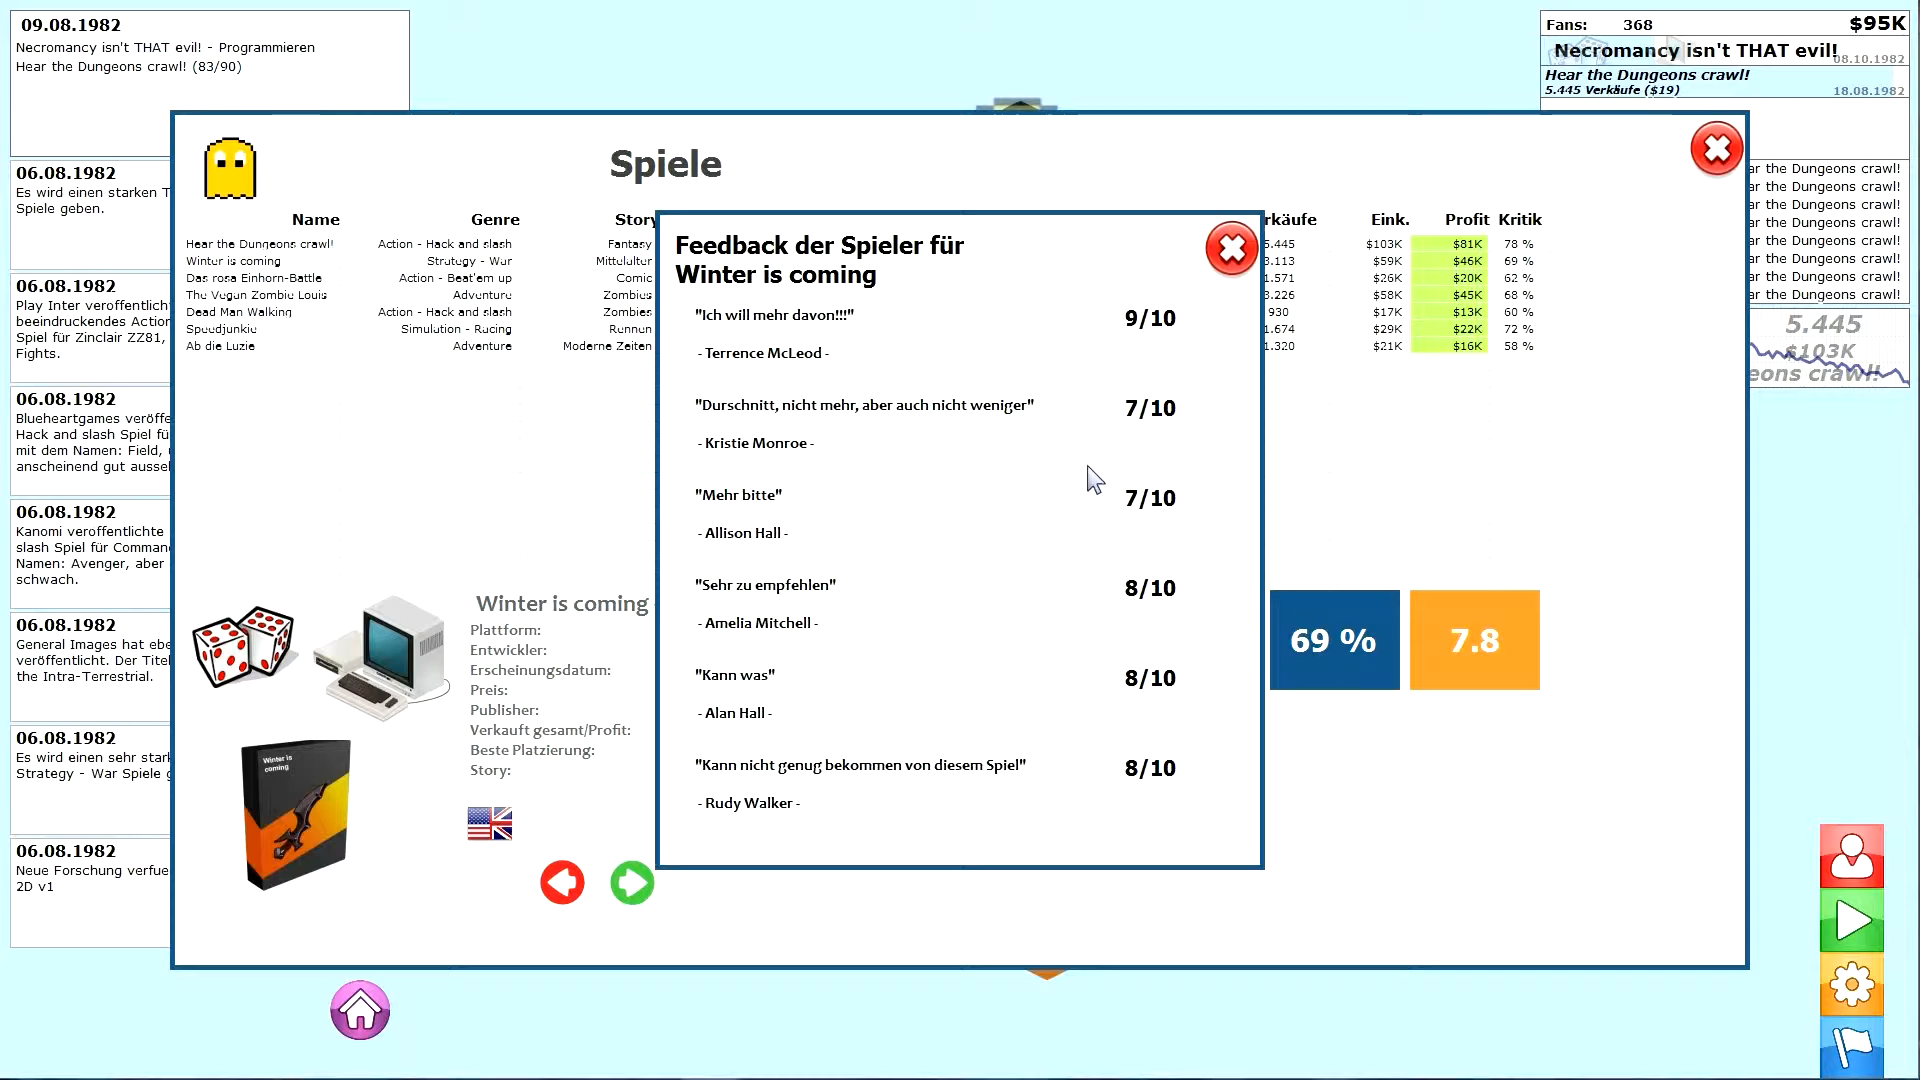 09.08.1982
Necromancy isn't THAT evil! - Programmieren
Hear the Dungeons crawl! (83/90)
06.08.1982
Es wird einen starken T
Spiele geben.
06.08.1982
Play Inter veröffentlich
beeindruckendes Action
Spiel für Zinclair ZZ81,
Fights.
06.08.1982
Blueheartgames veröffe
Hack and slash Spiel fü
mit dem Namen: Field,
anscheinend gut ausse
06.08.1982
Kanomi veröffentlichte
slash Spiel für Comman
Namen: Avenger, aber
schwach.
06.08.1982
General Images hat ebe
veröffentlicht. Der Titel
the Intra-Terrestrial.
06.08.1982
Es wird einen sehr stark
Strategy - War Spiele g
06.08.1982
Neue Forschung verfue
2D v1
Fans: 368 $95K
Necromancy isn't THAT evil!
08.10.1982
Hear the Dungeons crawl!
5.445 Verkäufe ($19) 18.08.1982
ar the Dungeons crawl!
ar the Dungeons crawl!
ar the Dungeons crawl!
ar the Dungeons crawl!
ar the Dungeons crawl!
ar the Dungeons crawl!
ar the Dungeons crawl!
ar the Dungeons crawl!
5.445
$103K
eons crawl!
Spiele
Name Genre Story rkäufe Eink. Profit Kritik
Hear the Dungeons crawl! Action - Hack and slash Fantasy 5.445 $103K $81K 78 %
Winter is coming Strategy - War Mittelalter 3.113 $59K $46K 69 %
Das rosa Einhorn-Battle Action - Beat'em up Comic 1.571 $26K $20K 62 %
The Vegan Zombie Louis Adventure Zombies 3.226 $58K $45K 68 %
Dead Man Walking Action - Hack and slash Zombies 930 $17K $13K 60 %
Speedjunkie Simulation - Racing Rennen 1.674 $29K $22K 72 %
Ab die Luzie Adventure Moderne Zeiten 1.320 $21K $16K 58 %
Feedback der Spieler für
Winter is coming
"Ich will mehr davon!!!" 9/10
- Terrence McLeod -
"Durschnitt, nicht mehr, aber auch nicht weniger" 7/10
- Kristie Monroe -
"Mehr bitte" 7/10
- Allison Hall -
"Sehr zu empfehlen" 8/10
- Amelia Mitchell -
"Kann was" 8/10
- Alan Hall -
"Kann nicht genug bekommen von diesem Spiel" 8/10
- Rudy Walker -
Winter is coming
Plattform:
Entwickler:
Erscheinungsdatum:
Preis:
Publisher:
Verkauft gesamt/Profit:
Beste Platzierung:
Story:
Winter is
coming
69 %
7.8